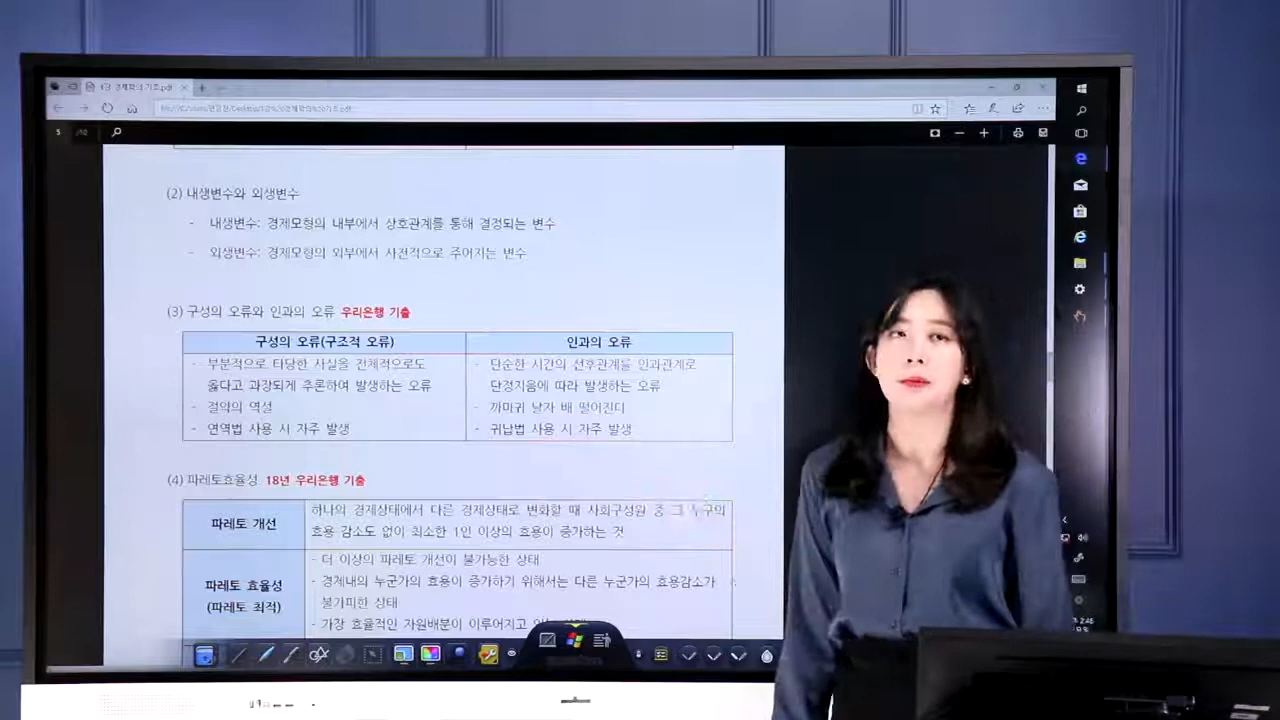 1강 경제학의 기초.pdf
5 /10
(2) 내생변수와 외생변수
- 내생변수: 경제모형의 내부에서 상호관계를 통해 결정되는 변수
- 외생변수: 경제모형의 외부에서 사전적으로 주어지는 변수
(3) 구성의 오류와 인과의 오류 우리은행 기출
구성의 오류(구조적 오류) 인과의 오류
- 부분적으로 타당한 사실을 전체적으로도 - 단순한 시간의 선후관계를 인과관계로
옳다고 과장되게 추론하여 발생하는 오류 단정지음에 따라 발생하는 오류
- 절약의 역설 - 까마귀 날자 배 떨어진다
- 연역법 사용 시 자주 발생 - 귀납법 사용 시 자주 발생
(4) 파레토효율성 18년 우리은행 기출
파레토 개선 하나의 경제상태에서 다른 경제상태로 변화할 때 사회구성원 중 그 누구의
효용 감소도 없이 최소한 1인 이상의 효용이 증가하는 것
파레토 효율성
(파레토 최적)
- 더 이상의 파레토 개선이 불가능한 상태
- 경제내의 누군가의 효용이 증가하기 위해서는 다른 누군가의 효용감소가
불가피한 상태
- 가장 효율적인 자원배분이 이루어지고